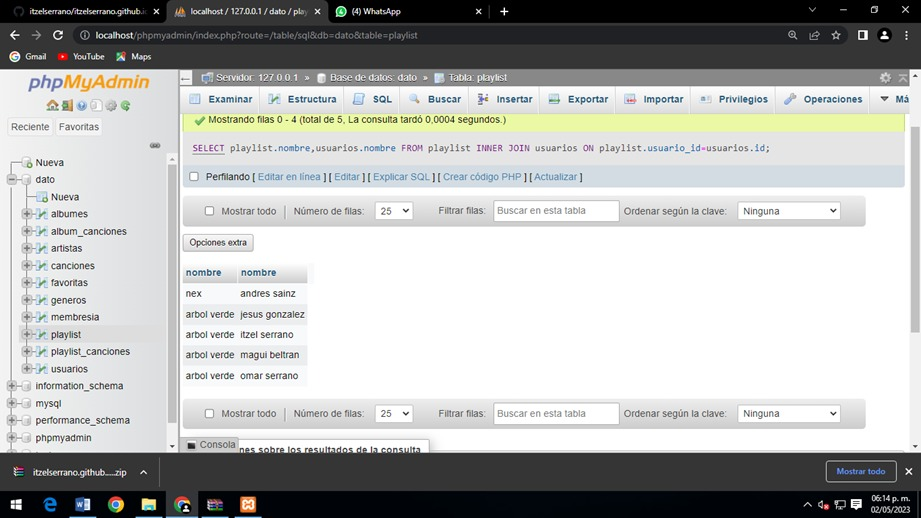 itzelserrano/itzelserrano.github.io
localhost / 127.0.0.1 / dato / play
(4) WhatsApp
localhost/phpmyadmin/index.php?route=/table/sql&db=dato&table=playlist
Gmail YouTube Maps
phpMyAdmin
Reciente Favoritas
Nueva
dato
Nueva
albumes
album_canciones
artistas
canciones
favoritas
generos
membresia
playlist
playlist_canciones
usuarios
information_schema
mysql
performance_schema
phpmyadmin
Servidor: 127.0.0.1 » Base de datos: dato » Tabla: playlist
Examinar Estructura SQL Buscar Insertar Exportar Importar Privilegios Operaciones Má
Mostrando filas 0 - 4 (total de 5, La consulta tardó 0,0004 segundos.)
SELECT playlist.nombre,usuarios.nombre FROM playlist INNER JOIN usuarios ON playlist.usuario_id=usuarios.id;
Perfilando [ Editar en línea ] [ Editar ] [ Explicar SQL ] [ Crear código PHP ] [ Actualizar ]
Mostrar todo Número de filas: 25 Filtrar filas: Buscar en esta tabla Ordenar según la clave: Ninguna
Opciones extra
nombre nombre
nex andres sainz
arbol verde jesus gonzalez
arbol verde itzel serrano
arbol verde magui beltran
arbol verde omar serrano
Mostrar todo Número de filas: 25 Filtrar filas: Buscar en esta tabla Ordenar según la clave: Ninguna
Consola
nes sobre los resultados de la consulta
itzelserrano.github.....zip
Mostrar todo
06:14 p. m.
02/05/2023